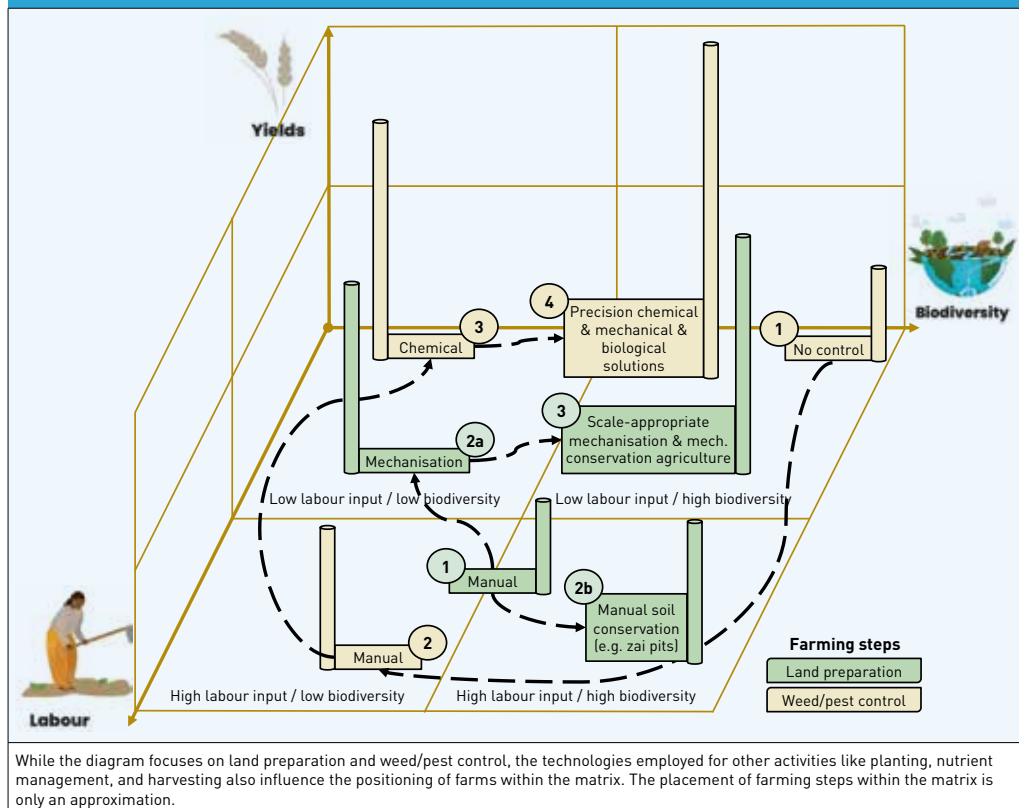 Yields
Biodiversity
4
Precision chemical
& mechanical &
biological
solutions
3
Chemical
1
No control
3
Scale-appropriate
mechanisation & mech.
conservation agriculture
2a
Mechanisation
Low labour input / low biodiversity
Low labour input / high biodiversity
1
Manual
2b
Manual soil
conservation
(e.g. zai pits)
2
Manual
High labour input / low biodiversity
High labour input / high biodiversity
Labour
Farming steps
Land preparation
Weed/pest control
While the diagram focuses on land preparation and weed/pest control, the technologies employed for other activities like planting, nutrient
management, and harvesting also influence the positioning of farms within the matrix. The placement of farming steps within the matrix is
only an approximation.